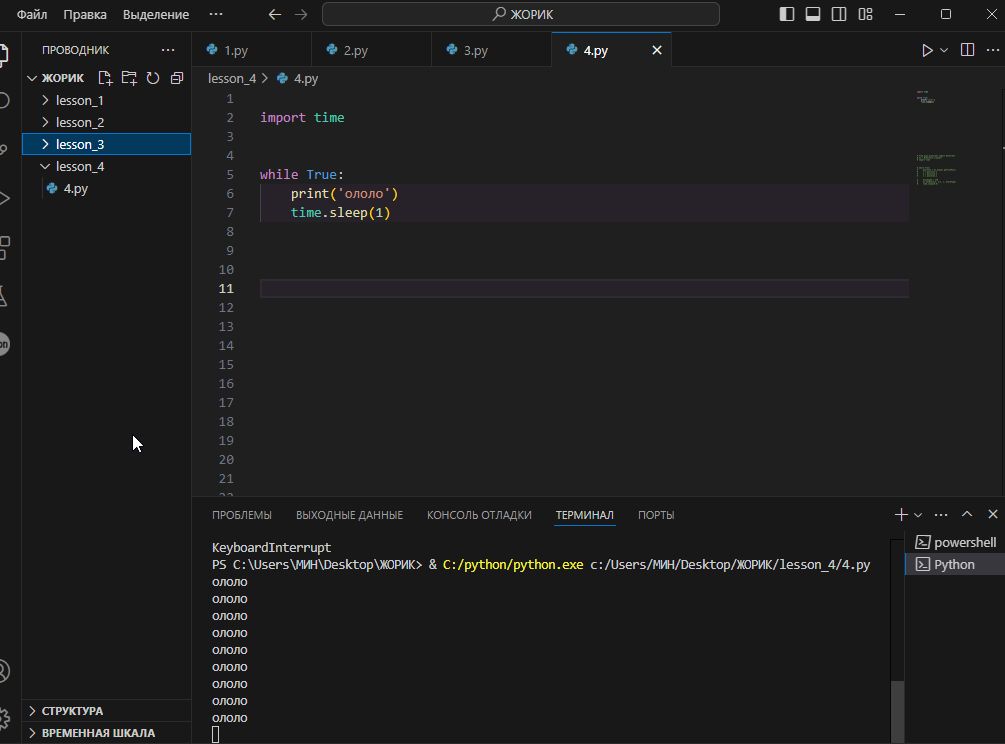 Файл Правка Выделение ··· ЖОРИК
ПРОВОДНИК ···
ЖОРИК
lesson_1
lesson_2
lesson_3
lesson_4
4.py
1.py 2.py 3.py 4.py
lesson_4 > 4.py
1
2 import time
3
4
5 while True:
6 print('ололо')
7 time.sleep(1)
8
9
10
11
12
13
14
15
16
17
18
19
20
21
22
ПРОБЛЕМЫ ВЫХОДНЫЕ ДАННЫЕ КОНСОЛЬ ОТЛАДКИ ТЕРМИНАЛ ПОРТЫ
KeyboardInterrupt
PS C:\Users\МИН\Desktop\ЖОРИК> & C:/python/python.exe c:/Users/МИН/Desktop/ЖОРИК/lesson_4/4.py
ололо
ололо
ололо
ололо
ололо
ололо
ололо
ололо
ололо
powershell
Python
СТРУКТУРА
ВРЕМЕННАЯ ШКАЛА